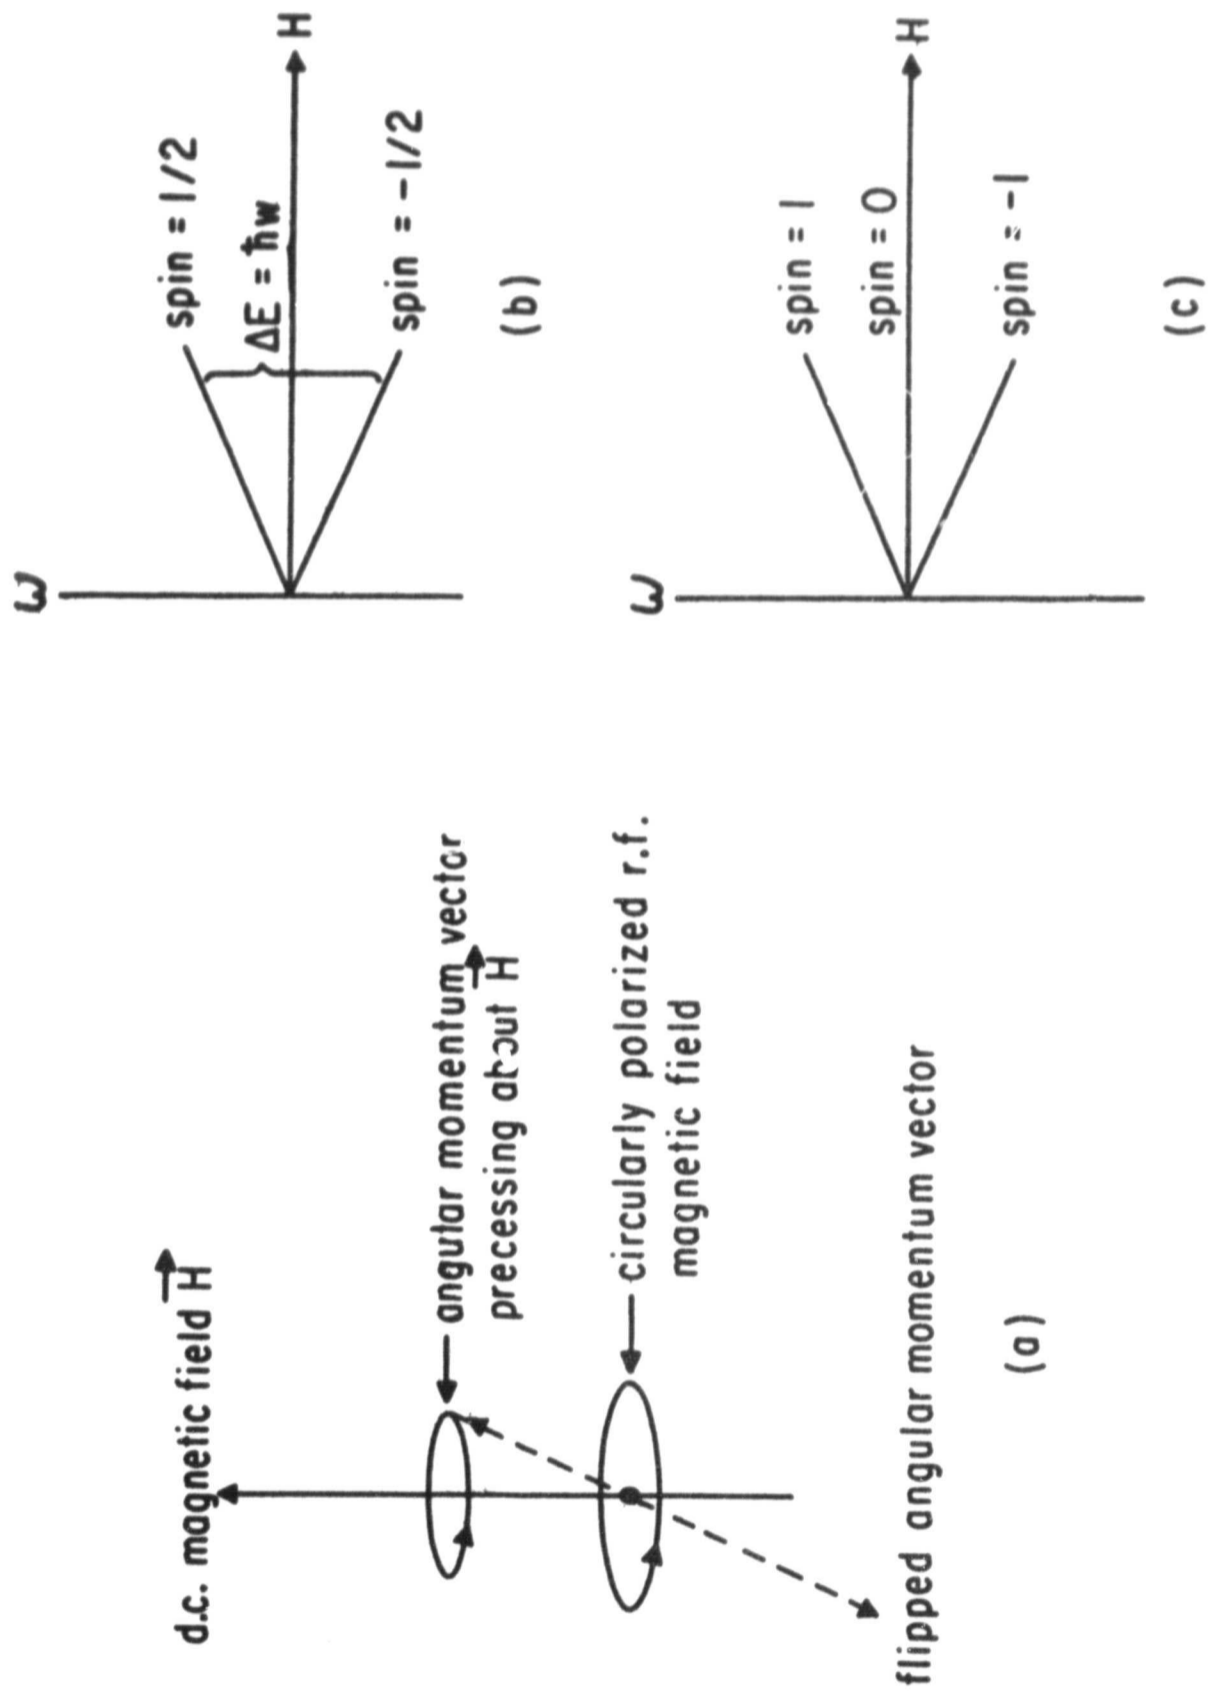 d.c. magnetic field H
angular momentum vector
precessing about H
circularly polarized r.f.
magnetic field
flipped angular momentum vector
(a)
ω
spin = 1/2
ΔE = ħw
H
spin = -1/2
(b)
ω
spin = 1
spin = 0
H
spin = -1
(c)